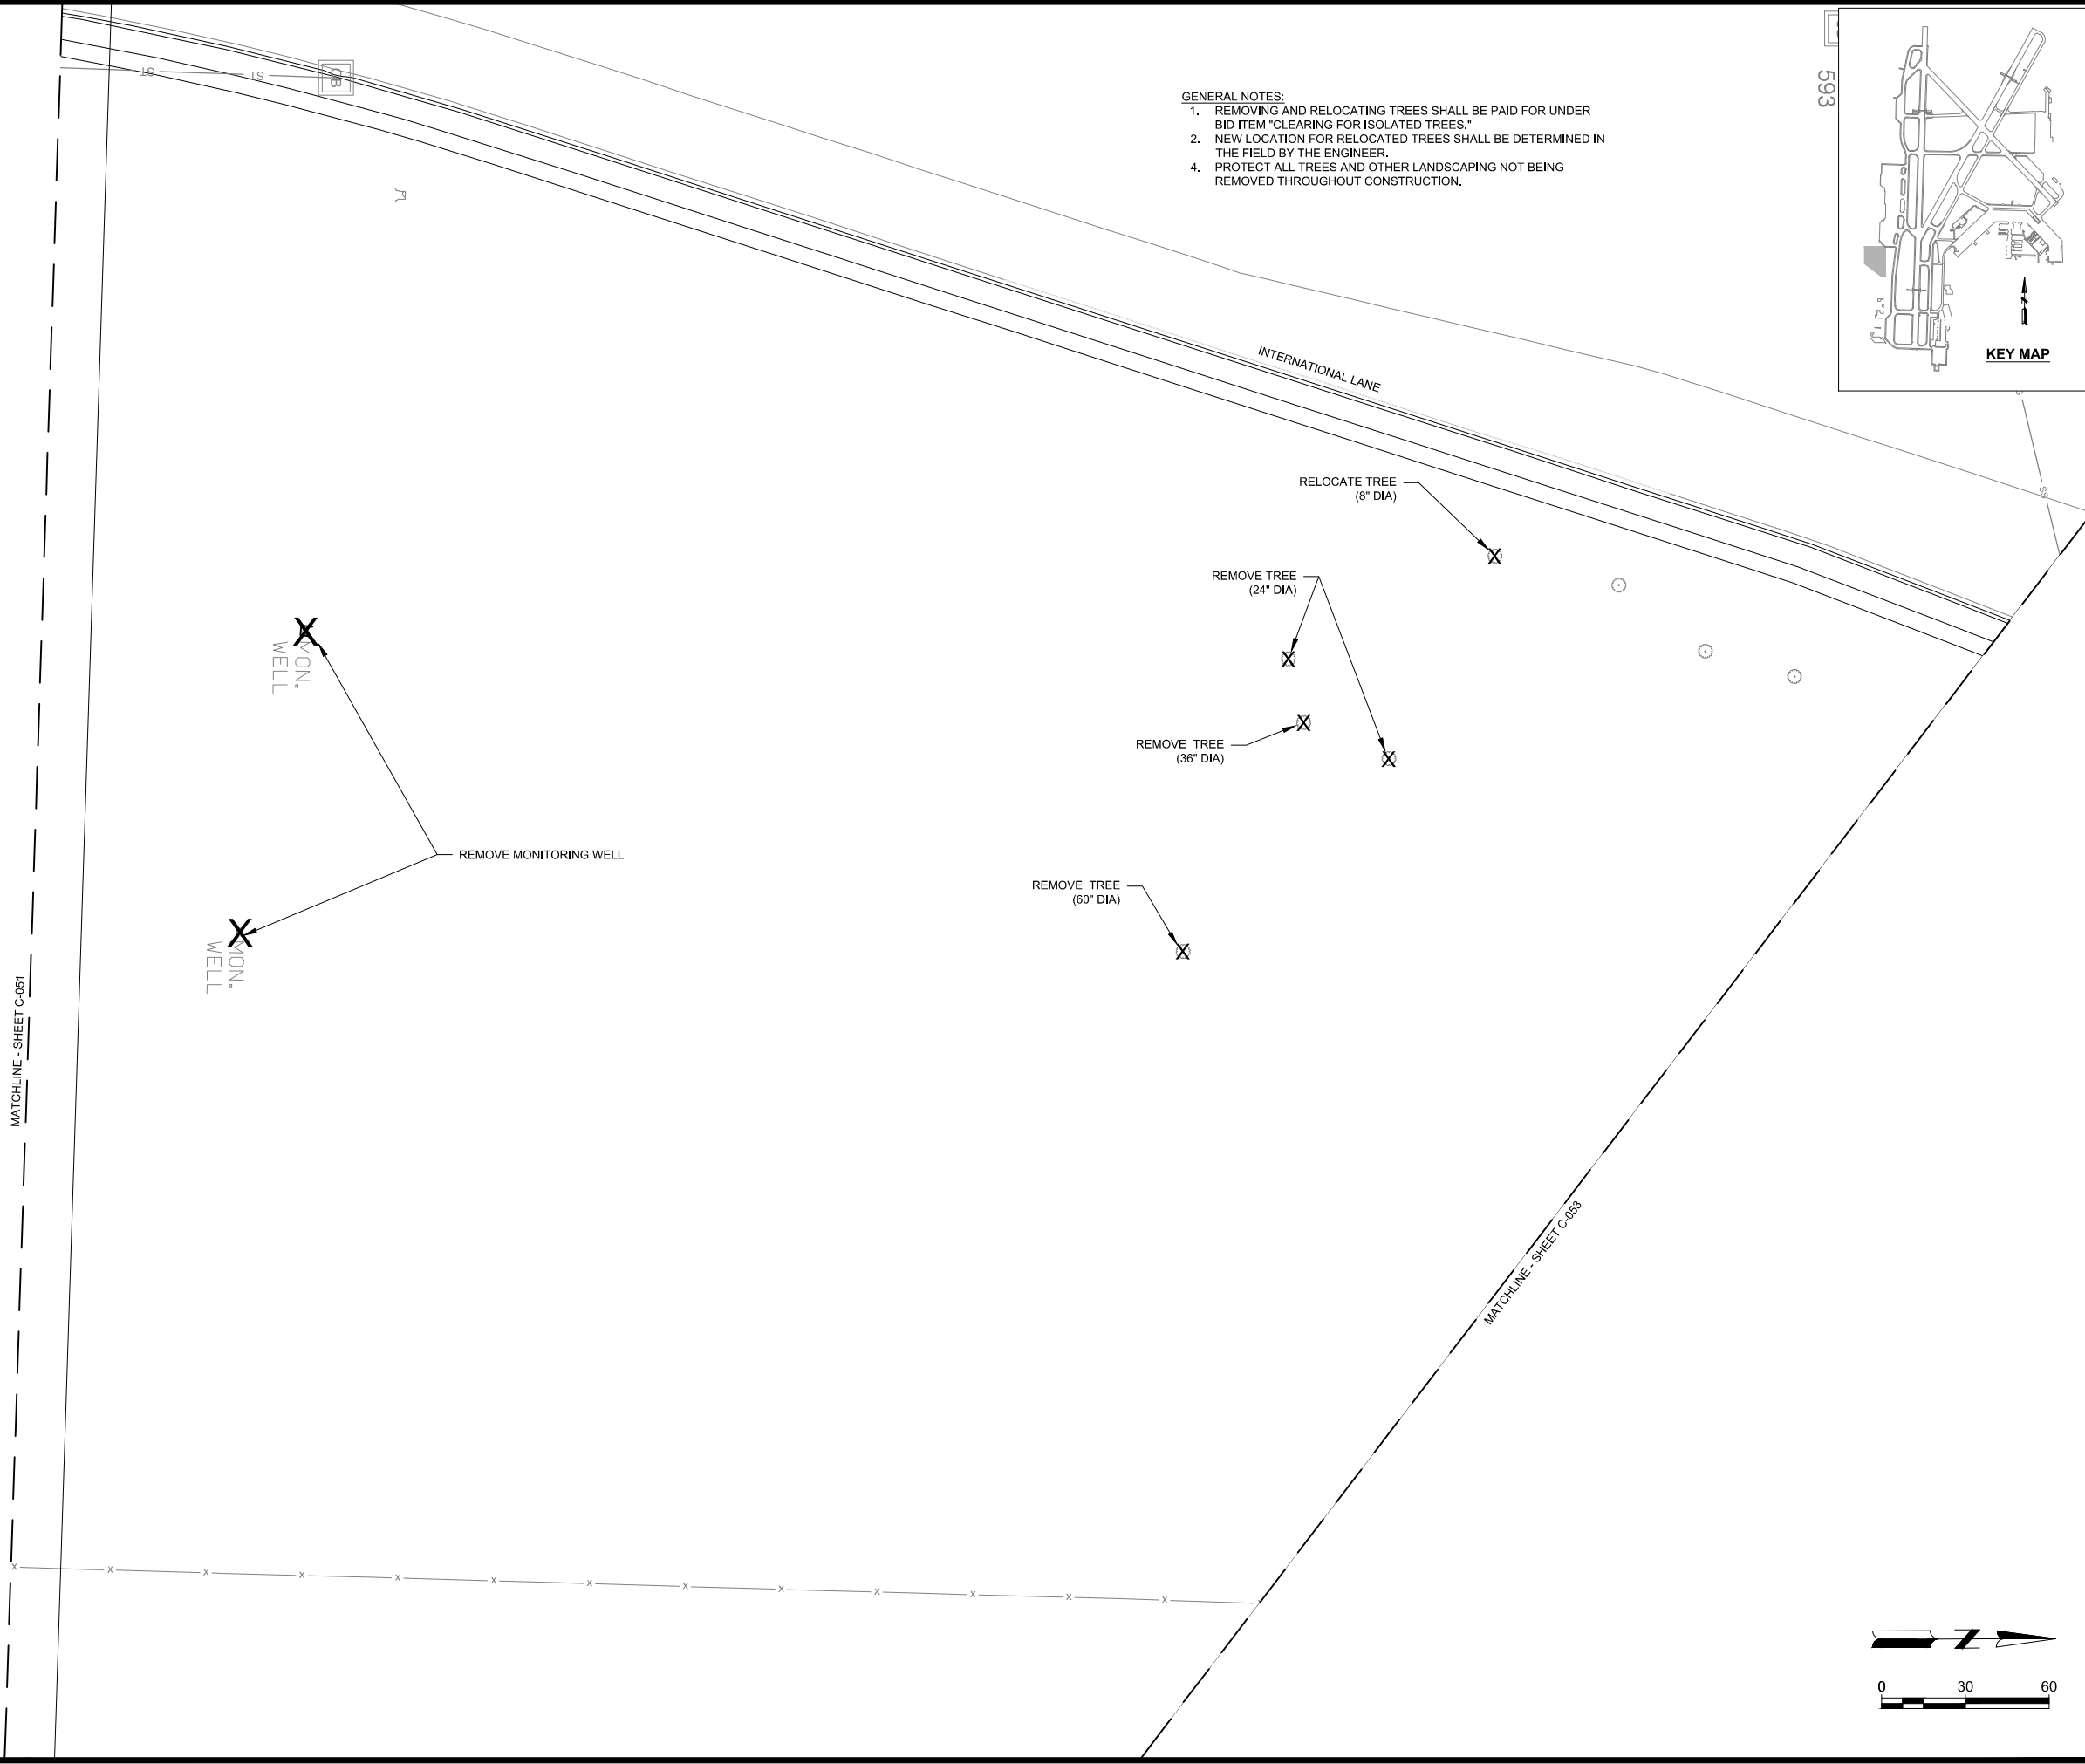 GENERAL NOTES:
1. REMOVING AND RELOCATING TREES SHALL BE PAID FOR UNDER
BID ITEM "CLEARING FOR ISOLATED TREES."
2. NEW LOCATION FOR RELOCATED TREES SHALL BE DETERMINED IN
THE FIELD BY THE ENGINEER.
4. PROTECT ALL TREES AND OTHER LANDSCAPING NOT BEING
REMOVED THROUGHOUT CONSTRUCTION.
593
KEY MAP
ST
ST
CB
INTERNATIONAL LANE
SS
RELOCATE TREE
(8" DIA)
REMOVE TREE
(24" DIA)
REMOVE TREE
(36" DIA)
MON.
WELL
REMOVE MONITORING WELL
REMOVE TREE
(60" DIA)
MON.
WELL
MATCHLINE - SHEET C-051
MATCHLINE - SHEET C-053
0 30 60